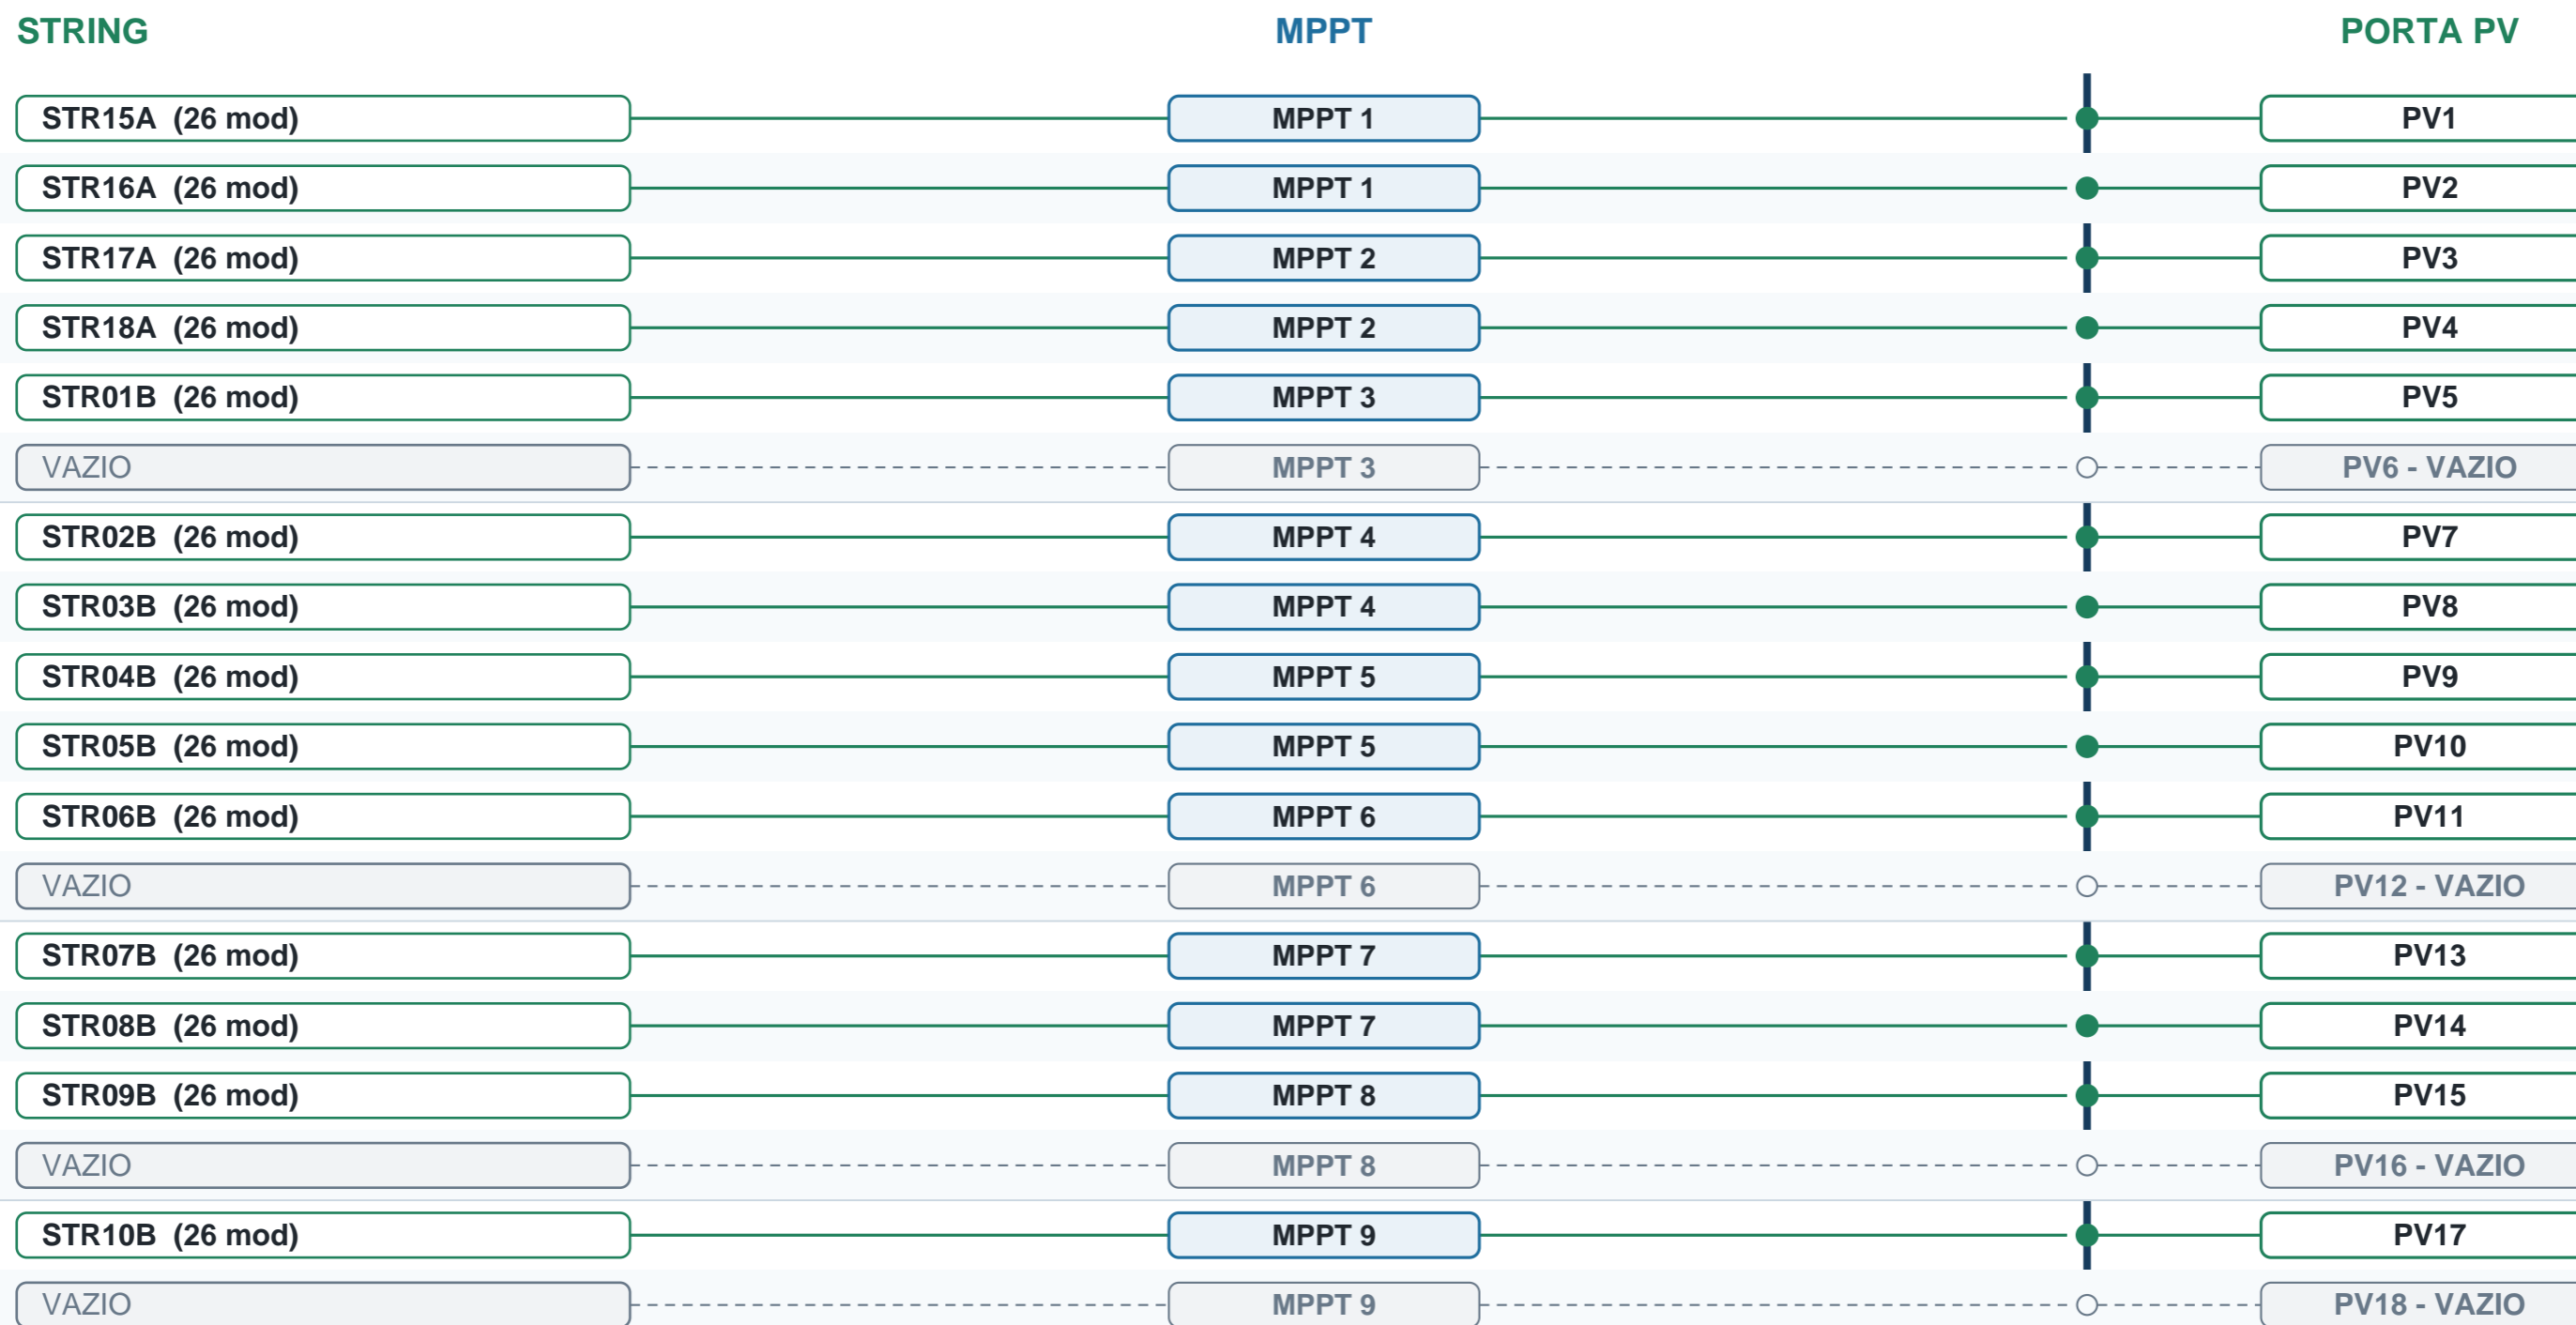 STRING MPPT PORTA PV
STR15A (26 mod) MPPT 1 PV1
STR16A (26 mod) MPPT 1 PV2
STR17A (26 mod) MPPT 2 PV3
STR18A (26 mod) MPPT 2 PV4
STR01B (26 mod) MPPT 3 PV5
VAZIO MPPT 3 PV6 - VAZIO
STR02B (26 mod) MPPT 4 PV7
STR03B (26 mod) MPPT 4 PV8
STR04B (26 mod) MPPT 5 PV9
STR05B (26 mod) MPPT 5 PV10
STR06B (26 mod) MPPT 6 PV11
VAZIO MPPT 6 PV12 - VAZIO
STR07B (26 mod) MPPT 7 PV13
STR08B (26 mod) MPPT 7 PV14
STR09B (26 mod) MPPT 8 PV15
VAZIO MPPT 8 PV16 - VAZIO
STR10B (26 mod) MPPT 9 PV17
VAZIO MPPT 9 PV18 - VAZIO